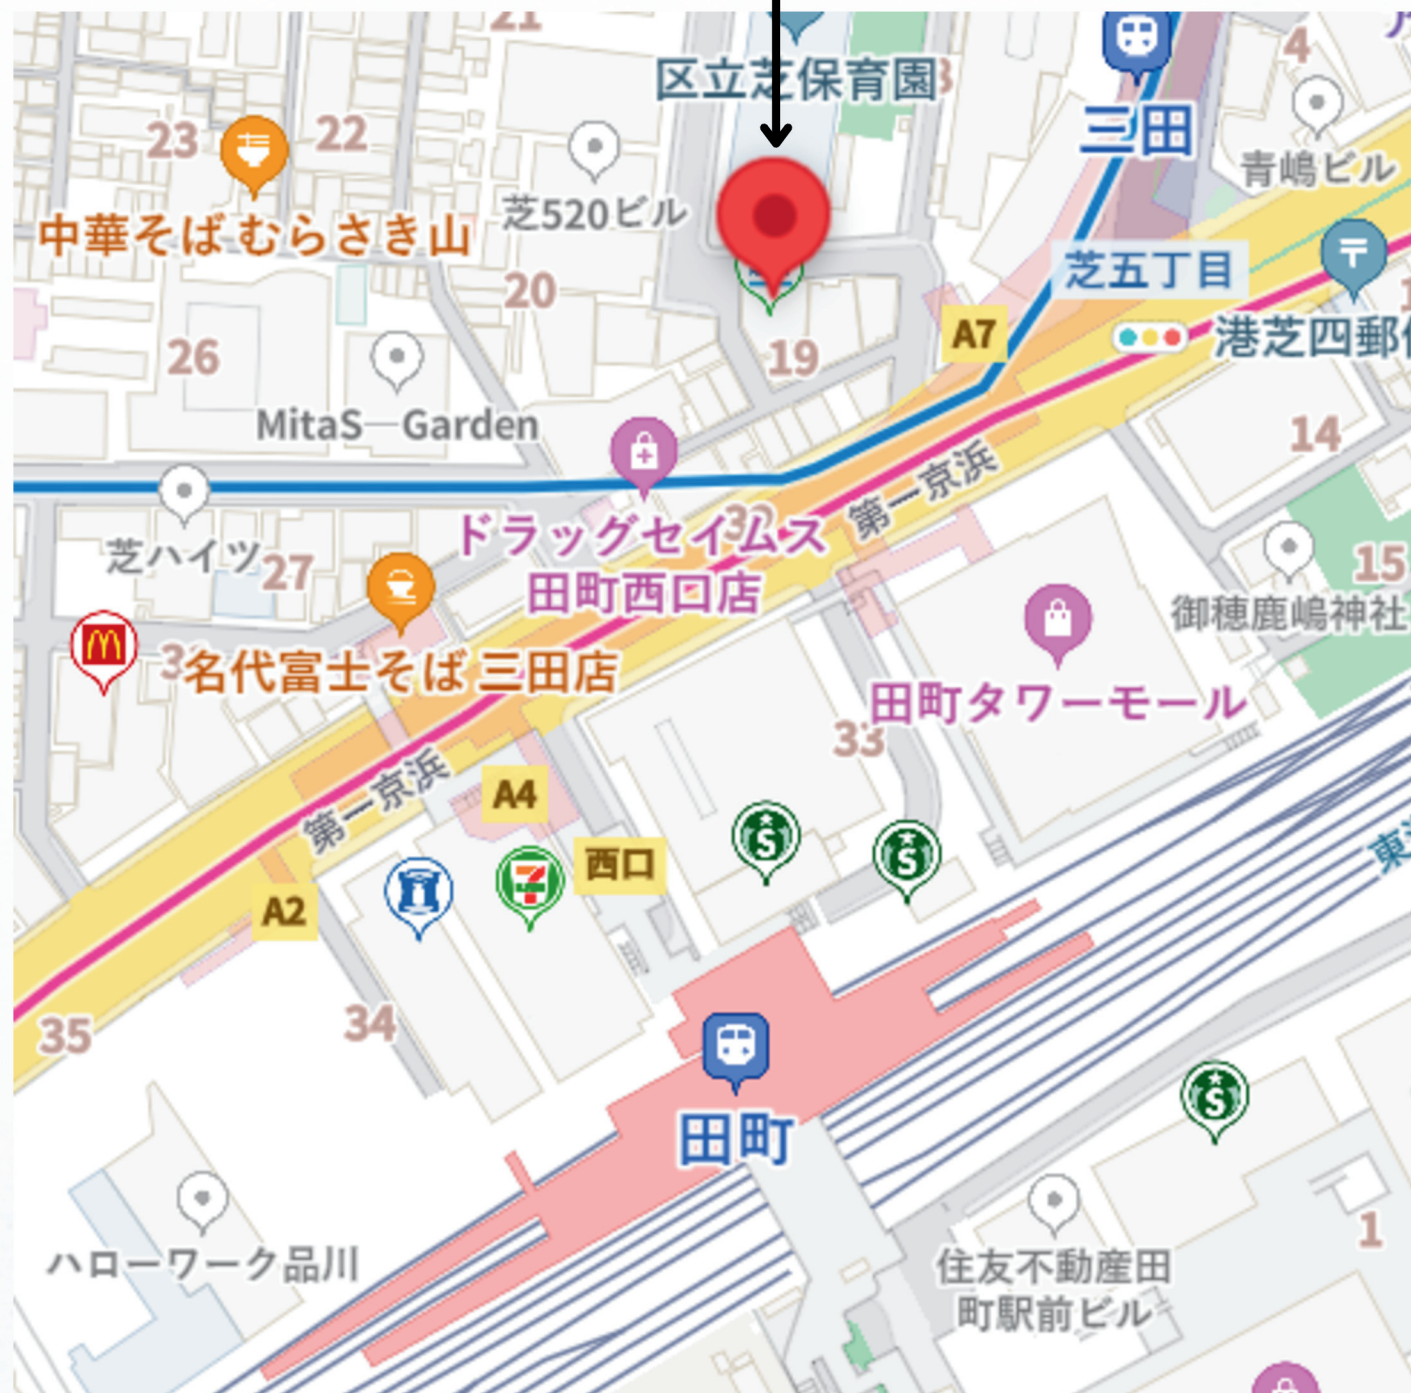 21
区立芝保育園
三田
4
青嶋ビル
23
22
中華そば むらさき山
芝520ビル
芝五丁目
20
A7
港芝四郵
26
19
MitaS—Garden
14
第一京浜
芝ハイツ
27
ドラッグセイムス
田町西口店
32
15
御穂鹿嶋神社
名代富士そば 三田店
田町タワーモール
33
第一京浜
A4
西口
A2
7
S
S
34
35
田町
S
ハローワーク品川
住友不動産田
町駅前ビル
1